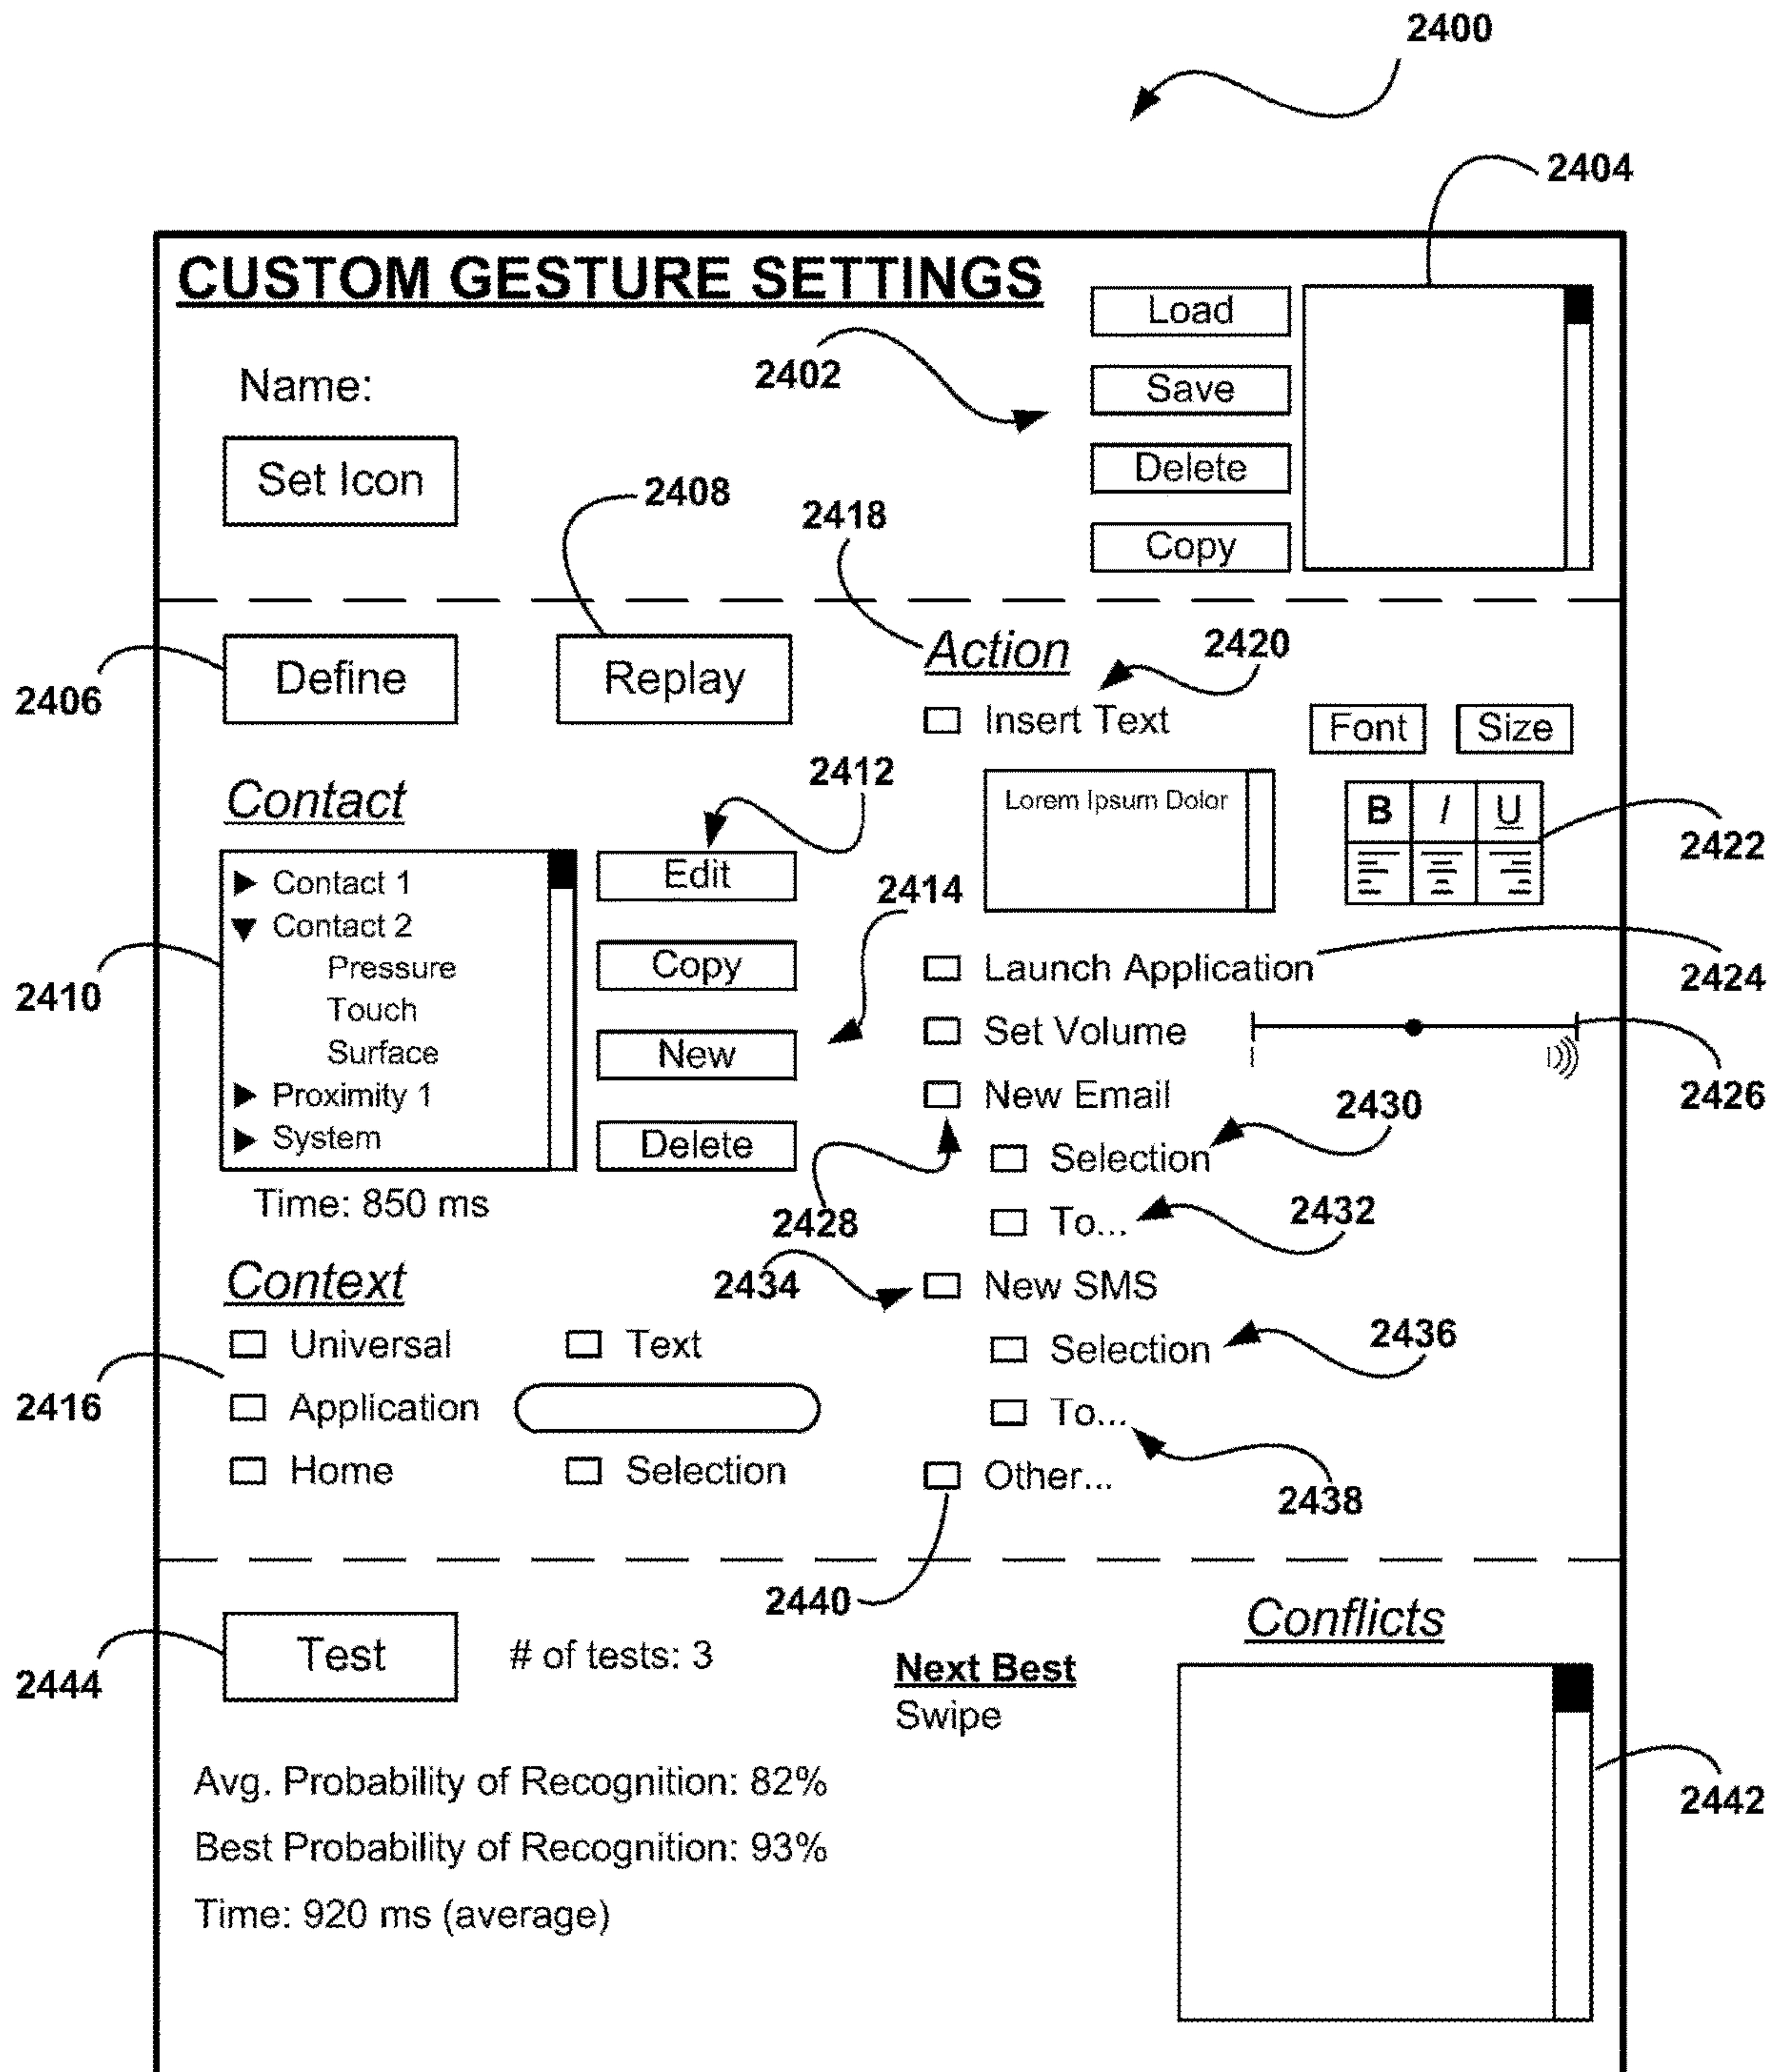 2400
2404
CUSTOM GESTURE SETTINGS
Load
2402
Save
Name:
Delete
Set Icon
2408
2418
Copy
2406
Define
Replay
Action
2420
Insert Text
Font
Size
Contact
2412
Lorem Ipsum Dolor
B I U
2422
Contact 1
Edit
2414
Contact 2
Pressure
Copy
Launch Application
2424
2410
Touch
Set Volume
Surface
New
2426
Proximity 1
New Email
2430
System
Delete
Selection
Time: 850 ms
2428
To...
2432
Context
2434
New SMS
Universal
Text
Selection
2436
2416
Application
To...
Home
Selection
Other...
2438
2440
Conflicts
2444
Test
# of tests: 3
Next Best
Swipe
Avg. Probability of Recognition: 82%
2442
Best Probability of Recognition: 93%
Time: 920 ms (average)